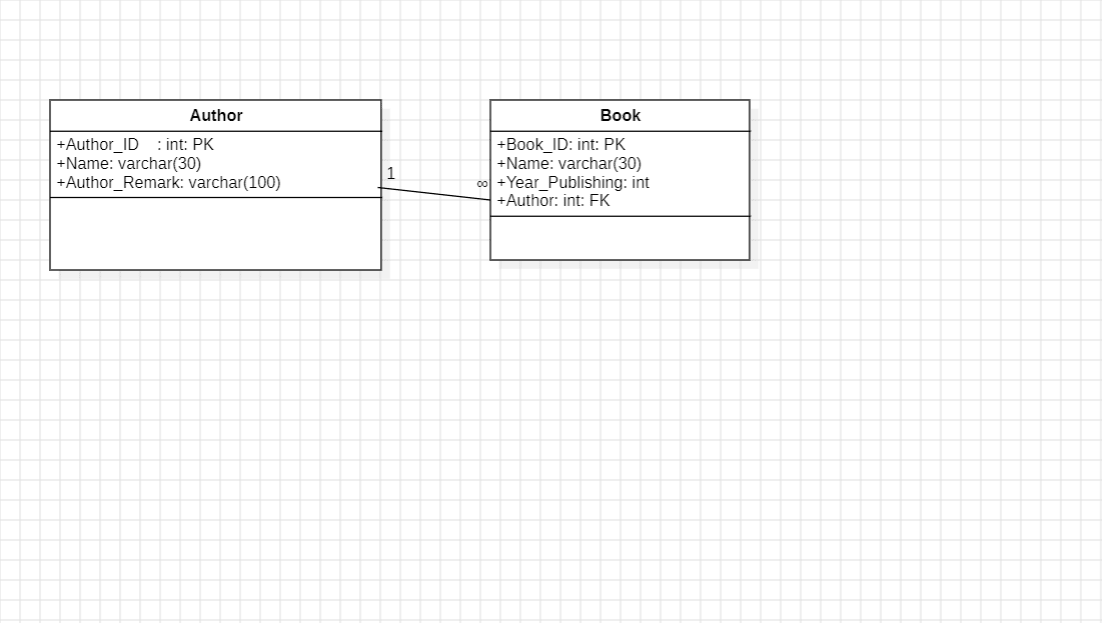 Author
+Author_ID    : int: PK
+Name: varchar(30)
+Author_Remark: varchar(100)
1
∞
Book
+Book_ID: int: PK
+Name: varchar(30)
+Year_Publishing: int
+Author: int: FK